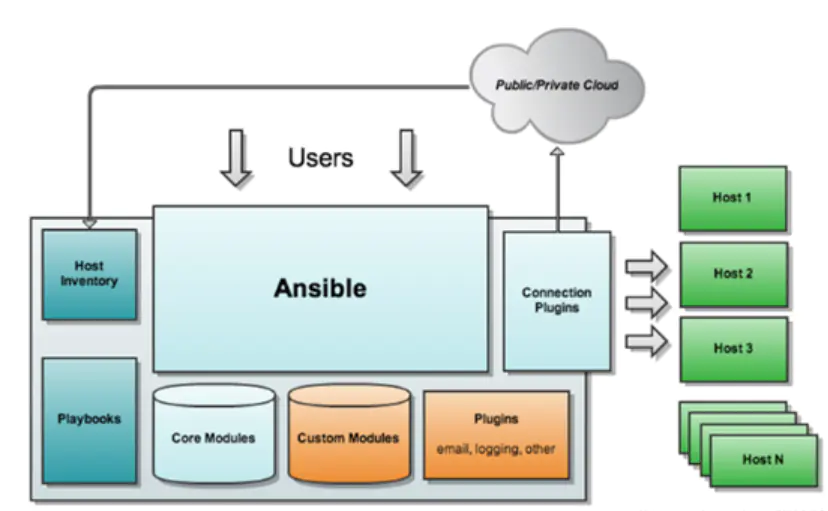 Public/Private Cloud
Users
Host 1
Host
Inventory
Ansible
Connection
Plugins
Host 2
Host 3
Playbooks
Core Modules
Custom Modules
Plugins
email, logging, other
Host N